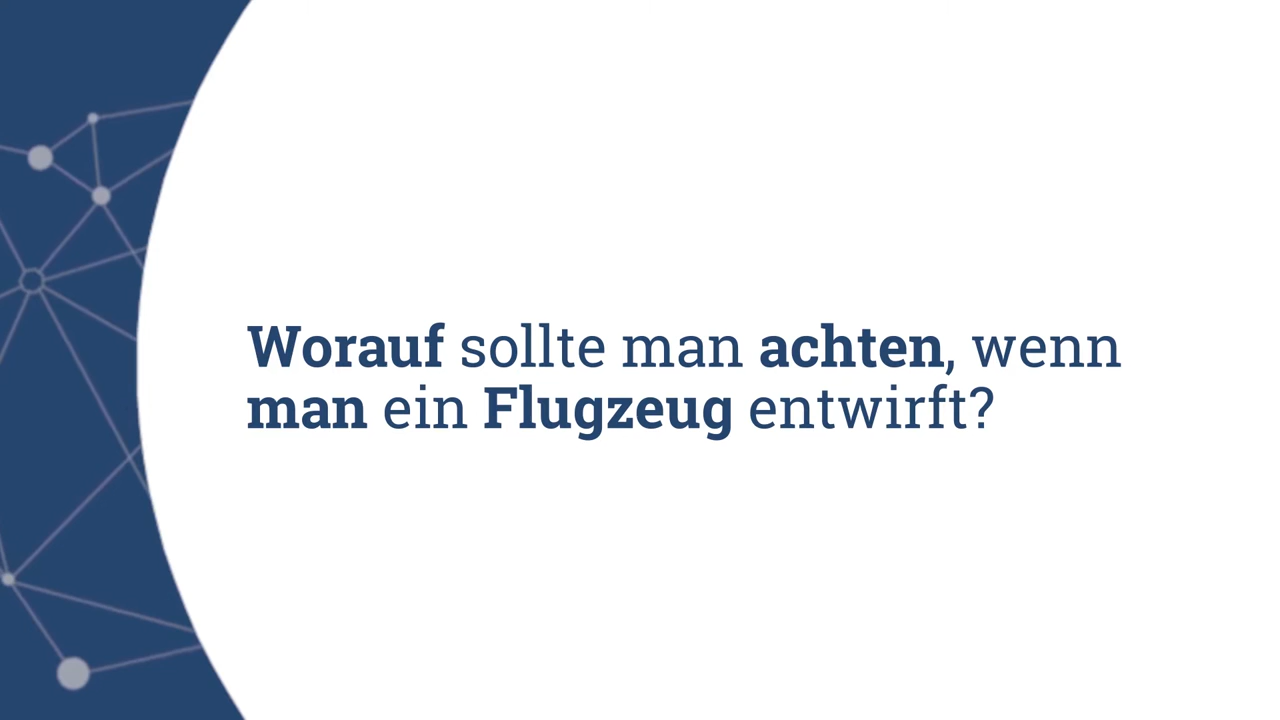 Worauf sollte man achten, wenn
man ein Flugzeug entwirft?